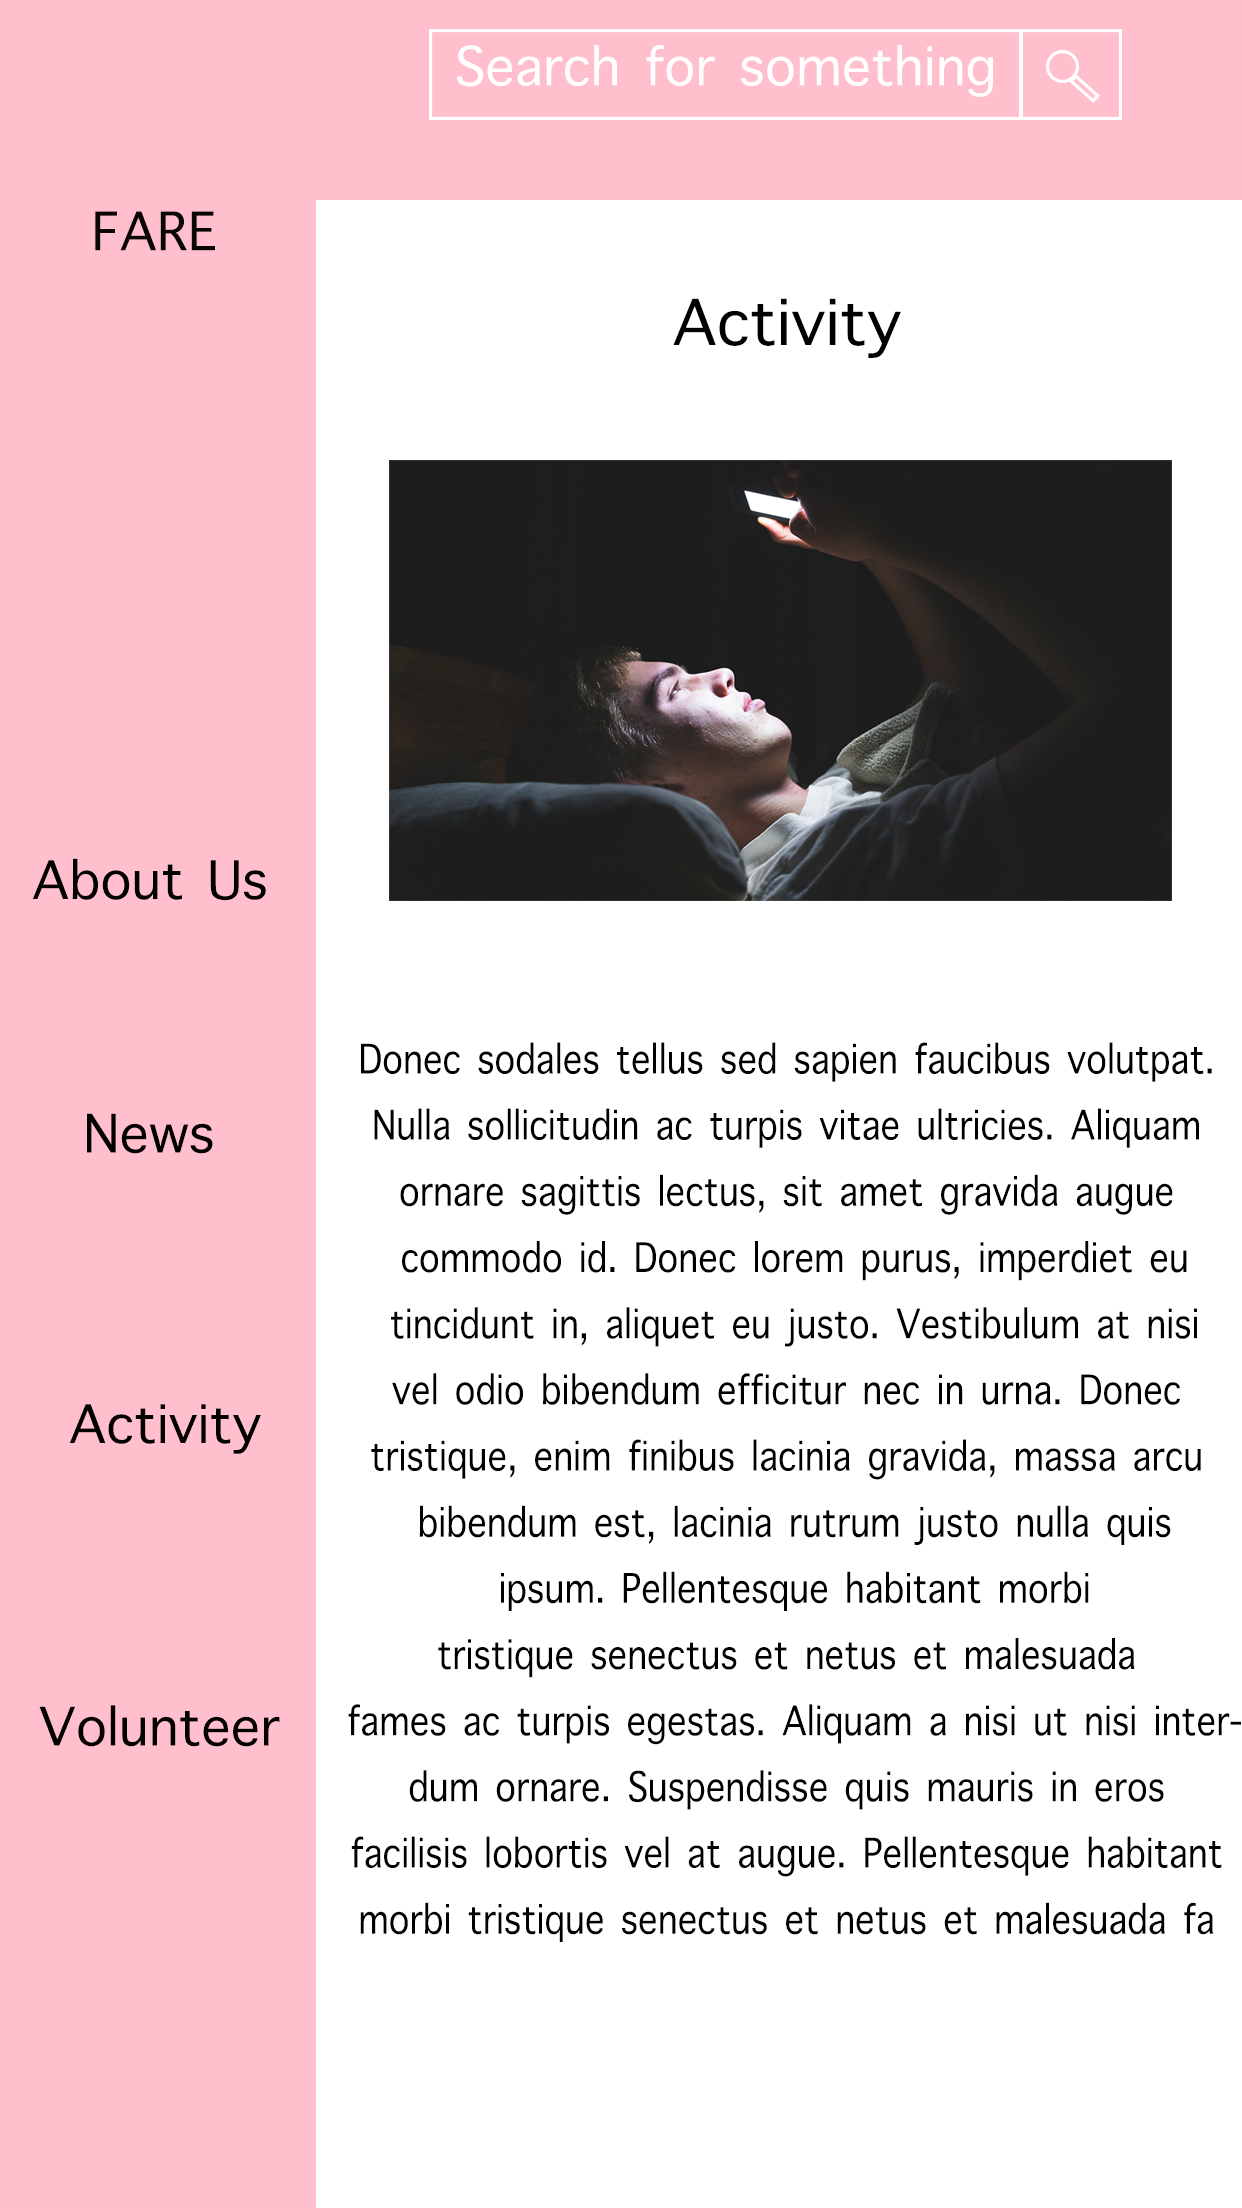 Search for something
FARE
About Us
News
Activity
Volunteer
Activity
Donec sodales tellus sed sapien faucibus volutpat.
Nulla sollicitudin ac turpis vitae ultricies. Aliquam
ornare sagittis lectus, sit amet gravida augue
commodo id. Donec lorem purus, imperdiet eu
tincidunt in, aliquet eu justo. Vestibulum at nisi
vel odio bibendum efficitur nec in urna. Donec
tristique, enim finibus lacinia gravida, massa arcu
bibendum est, lacinia rutrum justo nulla quis
ipsum. Pellentesque habitant morbi
tristique senectus et netus et malesuada
fames ac turpis egestas. Aliquam a nisi ut nisi inter-
dum ornare. Suspendisse quis mauris in eros
facilisis lobortis vel at augue. Pellentesque habitant
morbi tristique senectus et netus et malesuada fa